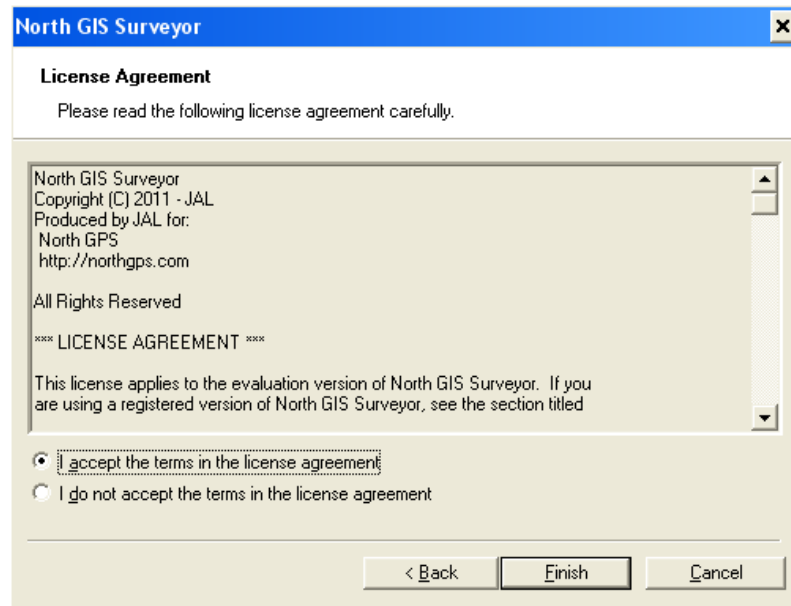 North GIS Surveyor
License Agreement
Please read the following license agreement carefully.
North GIS Surveyor
Copyright (C) 2011 - JAL
Produced by JAL for:
North GPS
http://northgps.com
All Rights Reserved
*** LICENSE AGREEMENT ***
This license applies to the evaluation version of North GIS Surveyor.  If you
are using a registered version of North GIS Surveyor, see the section titled
I accept the terms in the license agreement
I do not accept the terms in the license agreement
< Back Finish Cancel